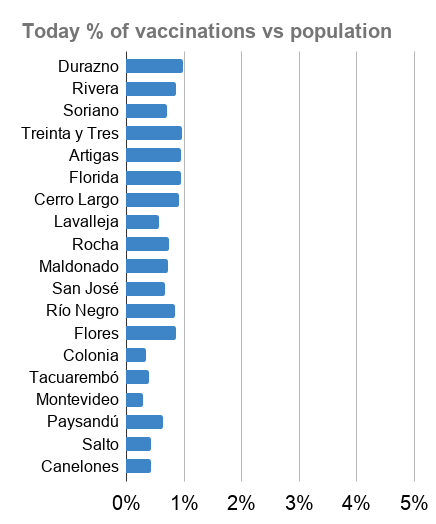 Today % of vaccinations vs population
Durazno
Rivera
Soriano
Treinta y Tres
Artigas
Florida
Cerro Largo
Lavalleja
Rocha
Maldonado
San José
Río Negro
Flores
Colonia
Tacuarembó
Montevideo
Paysandú
Salto
Canelones
0% 1% 2% 3% 4% 5%